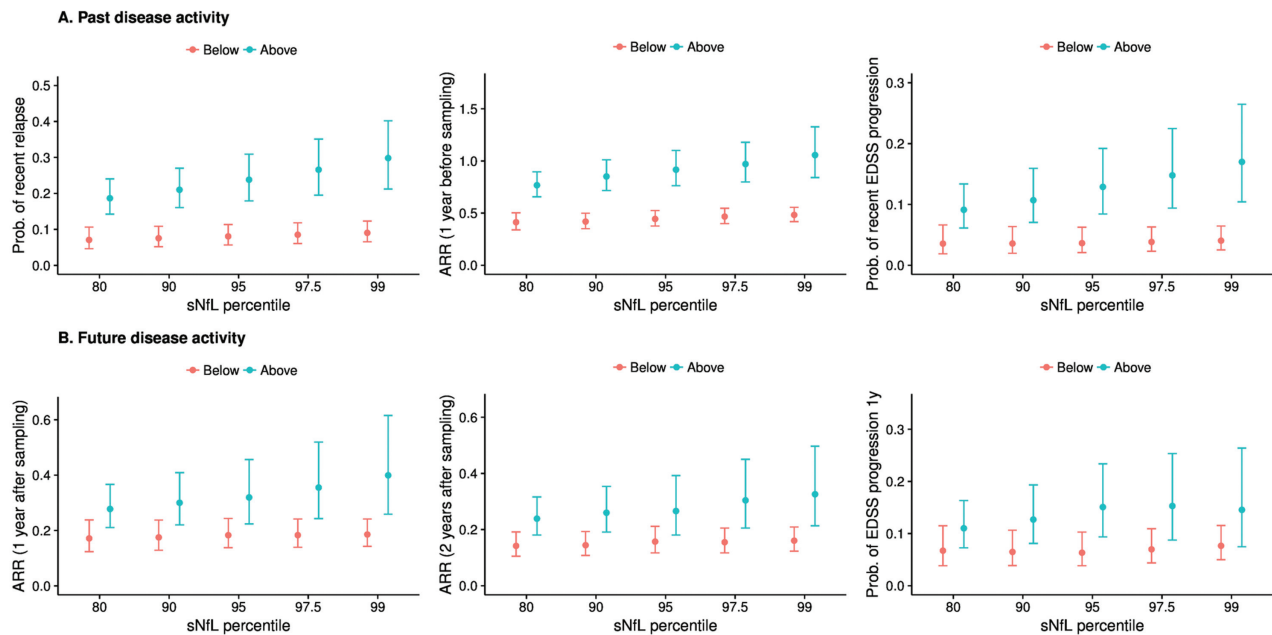 A. Past disease activity
Below Above
Prob. of recent relapse
0.5
0.4
0.3
0.2
0.1
0.0
80 90 95 97.5 99
sNfL percentile
Below Above
ARR (1 year before sampling)
1.5
1.0
0.5
0.0
80 90 95 97.5 99
sNfL percentile
Below Above
Prob. of recent EDSS progression
0.3
0.2
0.1
0.0
80 90 95 97.5 99
sNfL percentile
B. Future disease activity
Below Above
ARR (1 year after sampling)
0.6
0.4
0.2
0.0
80 90 95 97.5 99
sNfL percentile
Below Above
ARR (2 years after sampling)
0.6
0.4
0.2
0.0
80 90 95 97.5 99
sNfL percentile
Below Above
Prob. of EDSS progression 1y
0.3
0.2
0.1
0.0
80 90 95 97.5 99
sNfL percentile